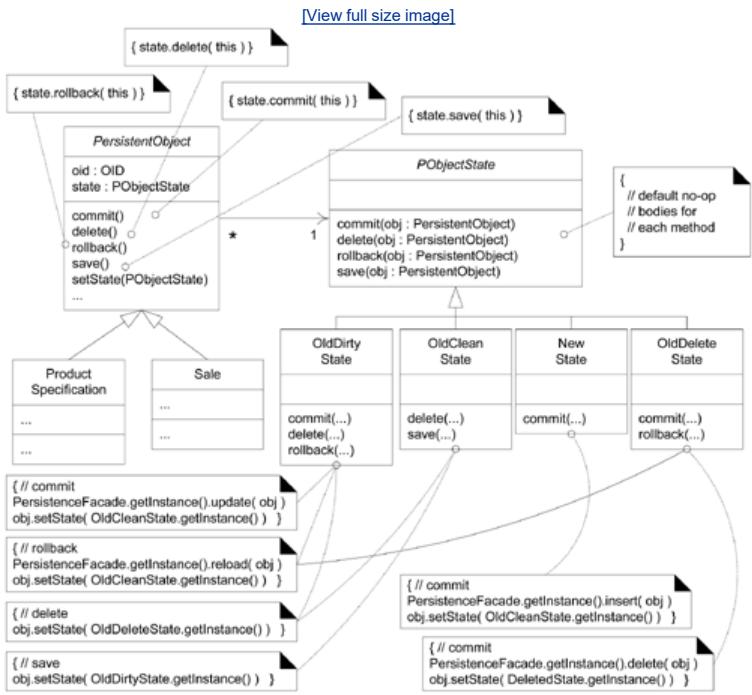 [View full size image]
{ state.delete( this ) }
{ state.rollback( this ) }
{ state.commit( this ) }
{ state.save( this ) }
PersistentObject
oid : OID
state : PObjectState
commit()
delete()
rollback()
save()
setState(PObjectState)
...
*
1
PObjectState
commit(obj : PersistentObject)
delete(obj : PersistentObject)
rollback(obj : PersistentObject)
save(obj : PersistentObject)
{
// default no-op
// bodies for
// each method
}
Product
Specification
...
...
Sale
...
...
OldDirty
State
commit(...)
delete(...)
rollback(...)
OldClean
State
delete(...)
save(...)
New
State
commit(...)
OldDelete
State
commit(...)
rollback(...)
{ // commit
PersistenceFacade.getInstance().update( obj )
obj.setState( OldCleanState.getInstance() ) }
{ // rollback
PersistenceFacade.getInstance().reload( obj )
obj.setState( OldCleanState.getInstance() ) }
{ // delete
obj.setState( OldDeleteState.getInstance() ) }
{ // save
obj.setState( OldDirtyState.getInstance() ) }
{ // commit
PersistenceFacade.getInstance().insert( obj )
obj.setState( OldCleanState.getInstance() ) }
{ // commit
PersistenceFacade.getInstance().delete( obj )
obj.setState( DeletedState.getInstance() ) }